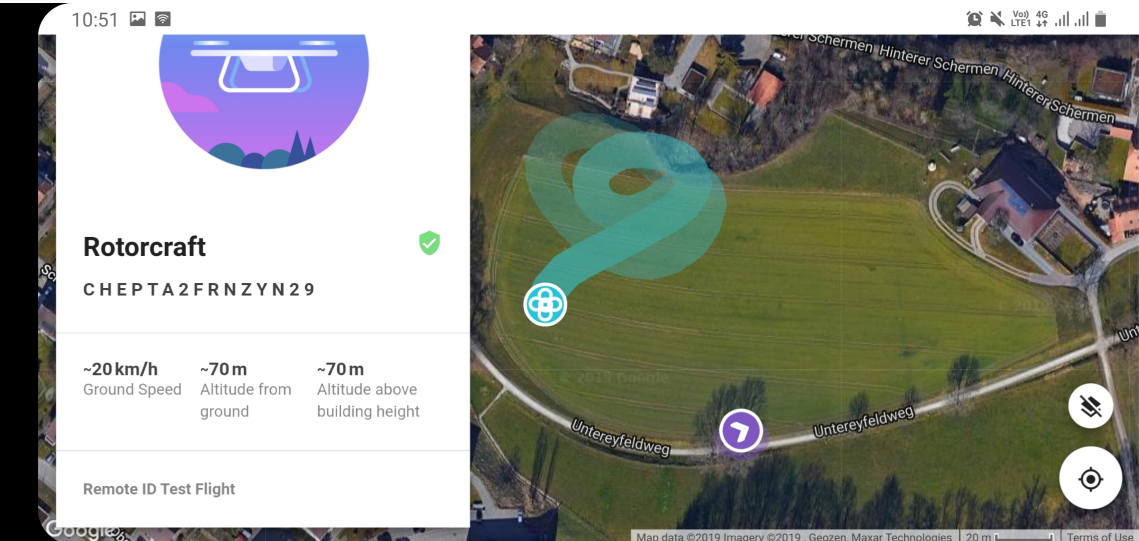 10:51
Vo)) 4G
LTE1
Rotorcraft
CHEPTA2FRNZYN29
~20 km/h ~70 m ~70 m
Ground Speed Altitude from Altitude above
ground building height
Remote ID Test Flight
Google
Hinterer Schermen Hinterer Schermen
Hinterer Schermen
© 2019 Google
Untereyfeldweg
Untereyfeldweg
Map data ©2019 Imagery ©2019 , Geozen, Maxar Technologies 20 m Terms of Use